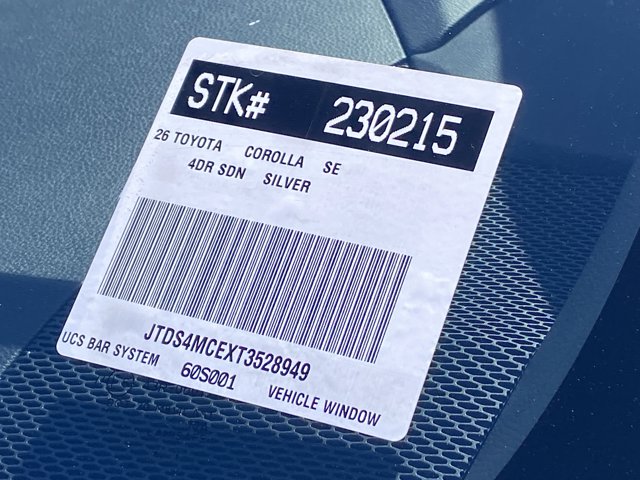 STK# 230215
26 TOYOTA COROLLA SE
4DR SDN SILVER
JTDS4MCEXT3528949
UCS BAR SYSTEM 60S001 VEHICLE WINDOW